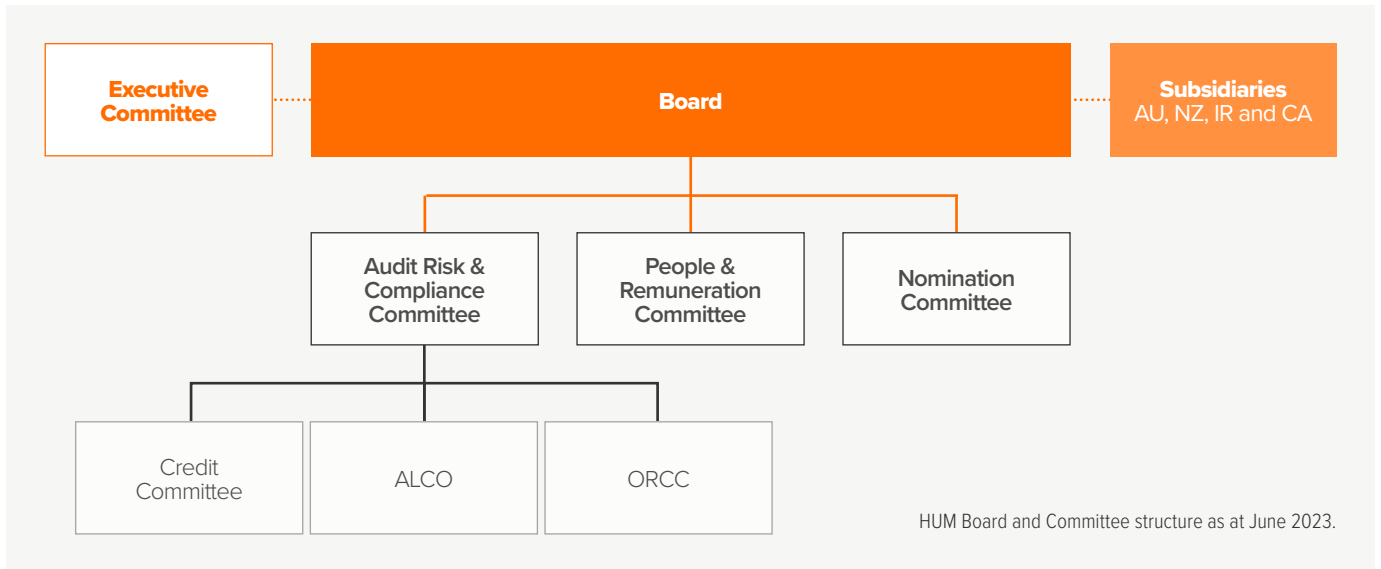 Executive
Committee
Board
Subsidiaries
AU, NZ, IR and CA
Audit Risk &
Compliance
Committee
People &
Remuneration
Committee
Nomination
Committee
Credit
Committee
ALCO
ORCC
HUM Board and Committee structure as at June 2023.